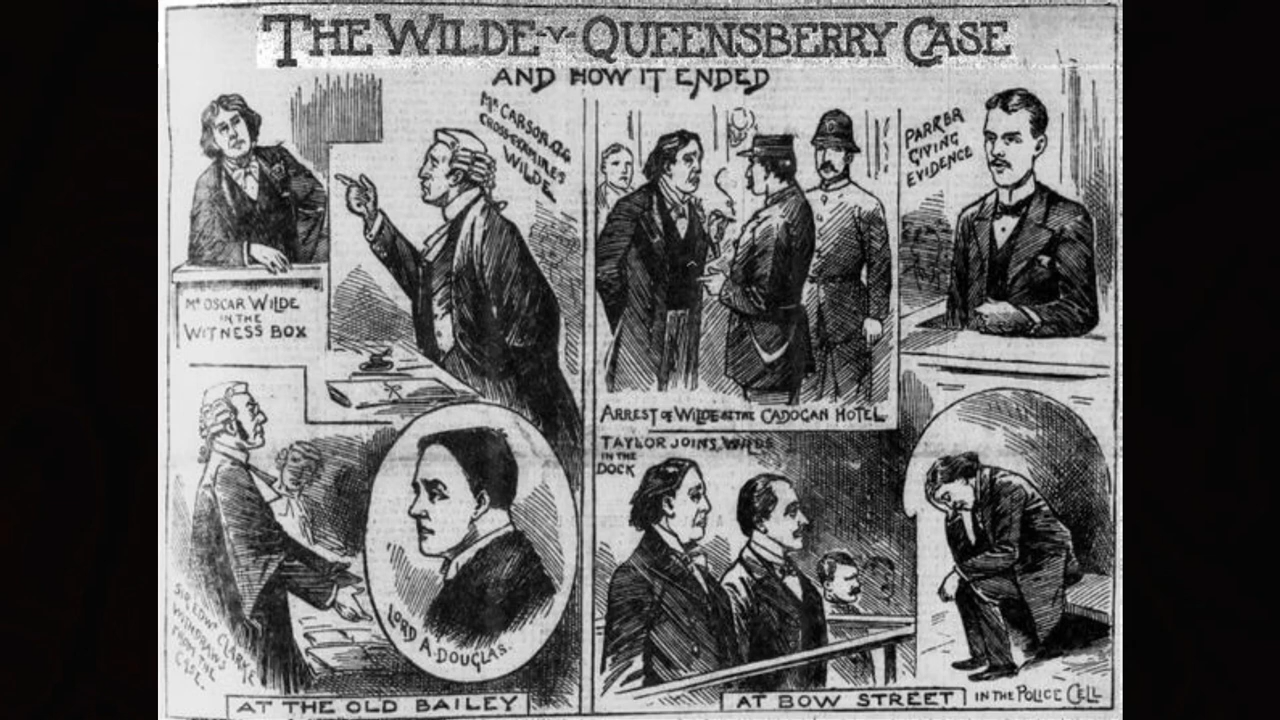 THE WILDE-v-QUEENSBERRY CASE
AND HOW IT ENDED
Mr CARSON.Q.C
CROSS-EXAMINES
WILDE
Mr OSCAR WILDE
IN THE
WITNESS BOX
SIR EDWd CLARKE
WITHDRAWS
FROM THE
CASE.
LORD A. DOUGLAS.
AT THE OLD BAILEY
ARREST OF WILDE AT THE CADOGAN HOTEL
PARKER
GIVING
EVIDENCE
TAYLOR JOINS WILDE
IN THE
DOCK
AT BOW STREET
IN THE POLICE CELL